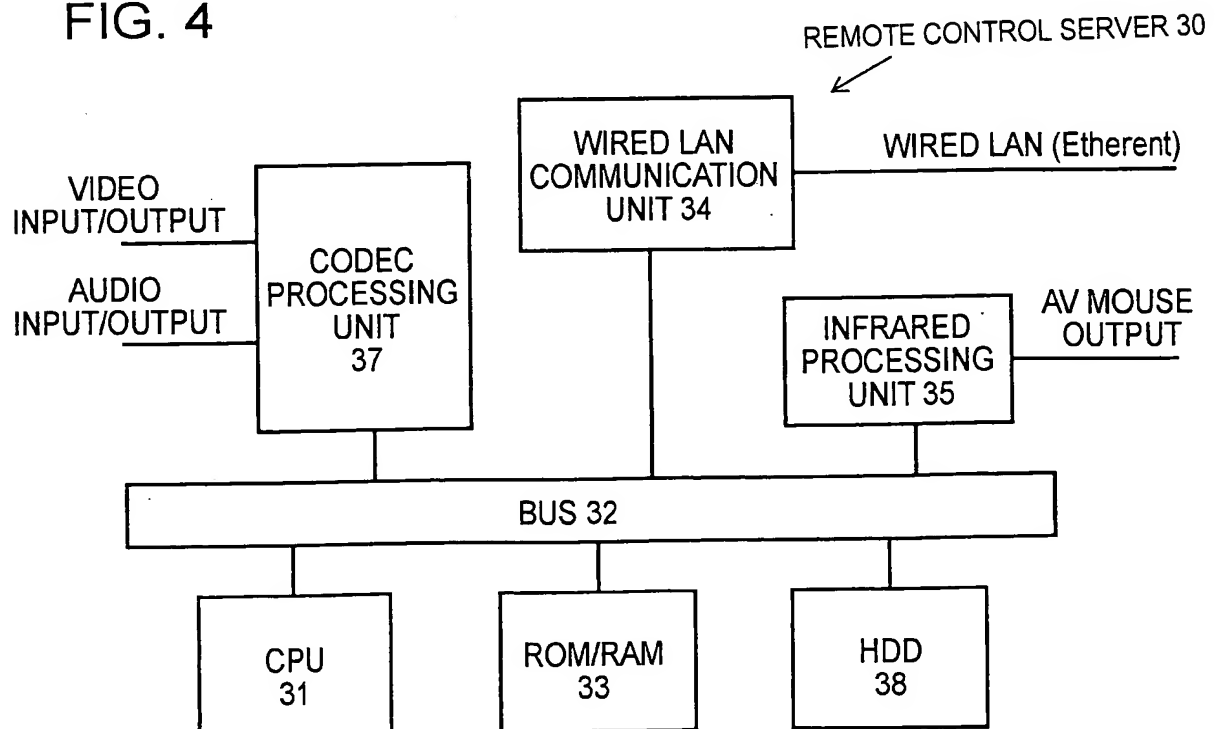 FIG. 4
REMOTE CONTROL SERVER 30
WIRED LAN
COMMUNICATION
UNIT 34
WIRED LAN (Etherent)
VIDEO
INPUT/OUTPUT
AUDIO
INPUT/OUTPUT
CODEC
PROCESSING
UNIT
37
INFRARED
PROCESSING
UNIT 35
AV MOUSE
OUTPUT
BUS 32
CPU
31
ROM/RAM
33
HDD
38